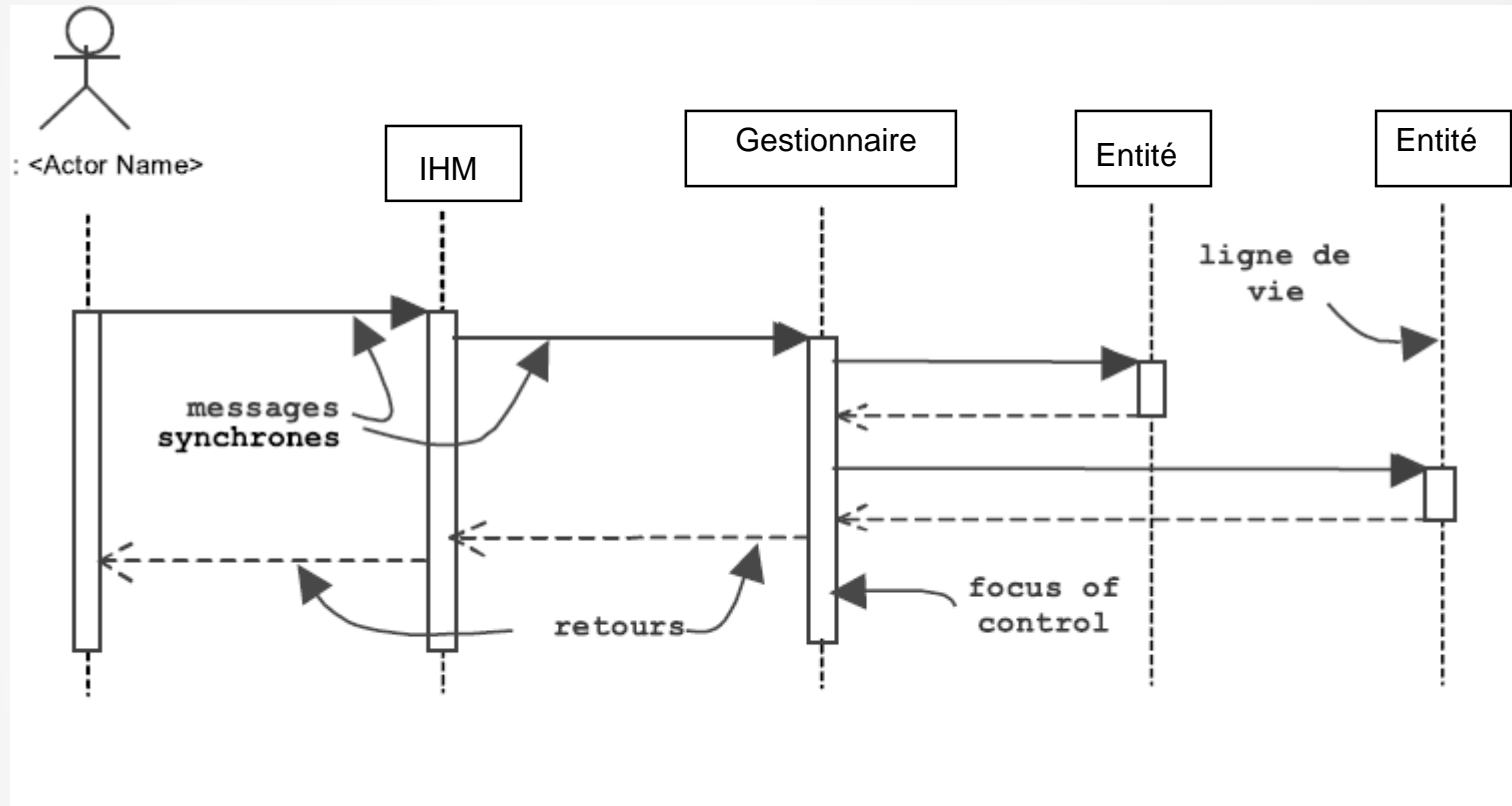 : <Actor Name>
IHM
Gestionnaire
Entité
Entité
ligne de
vie
messages
synchrones
retours
focus of
control